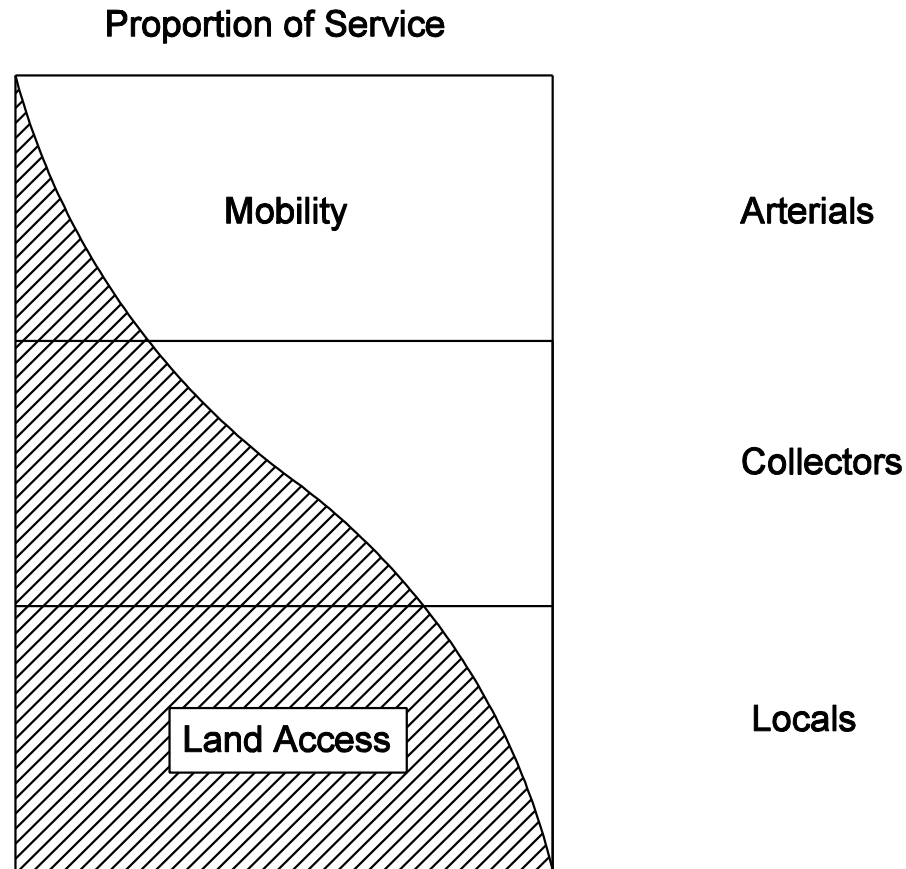 Proportion of Service
Mobility
Arterials
Collectors
Land Access
Locals